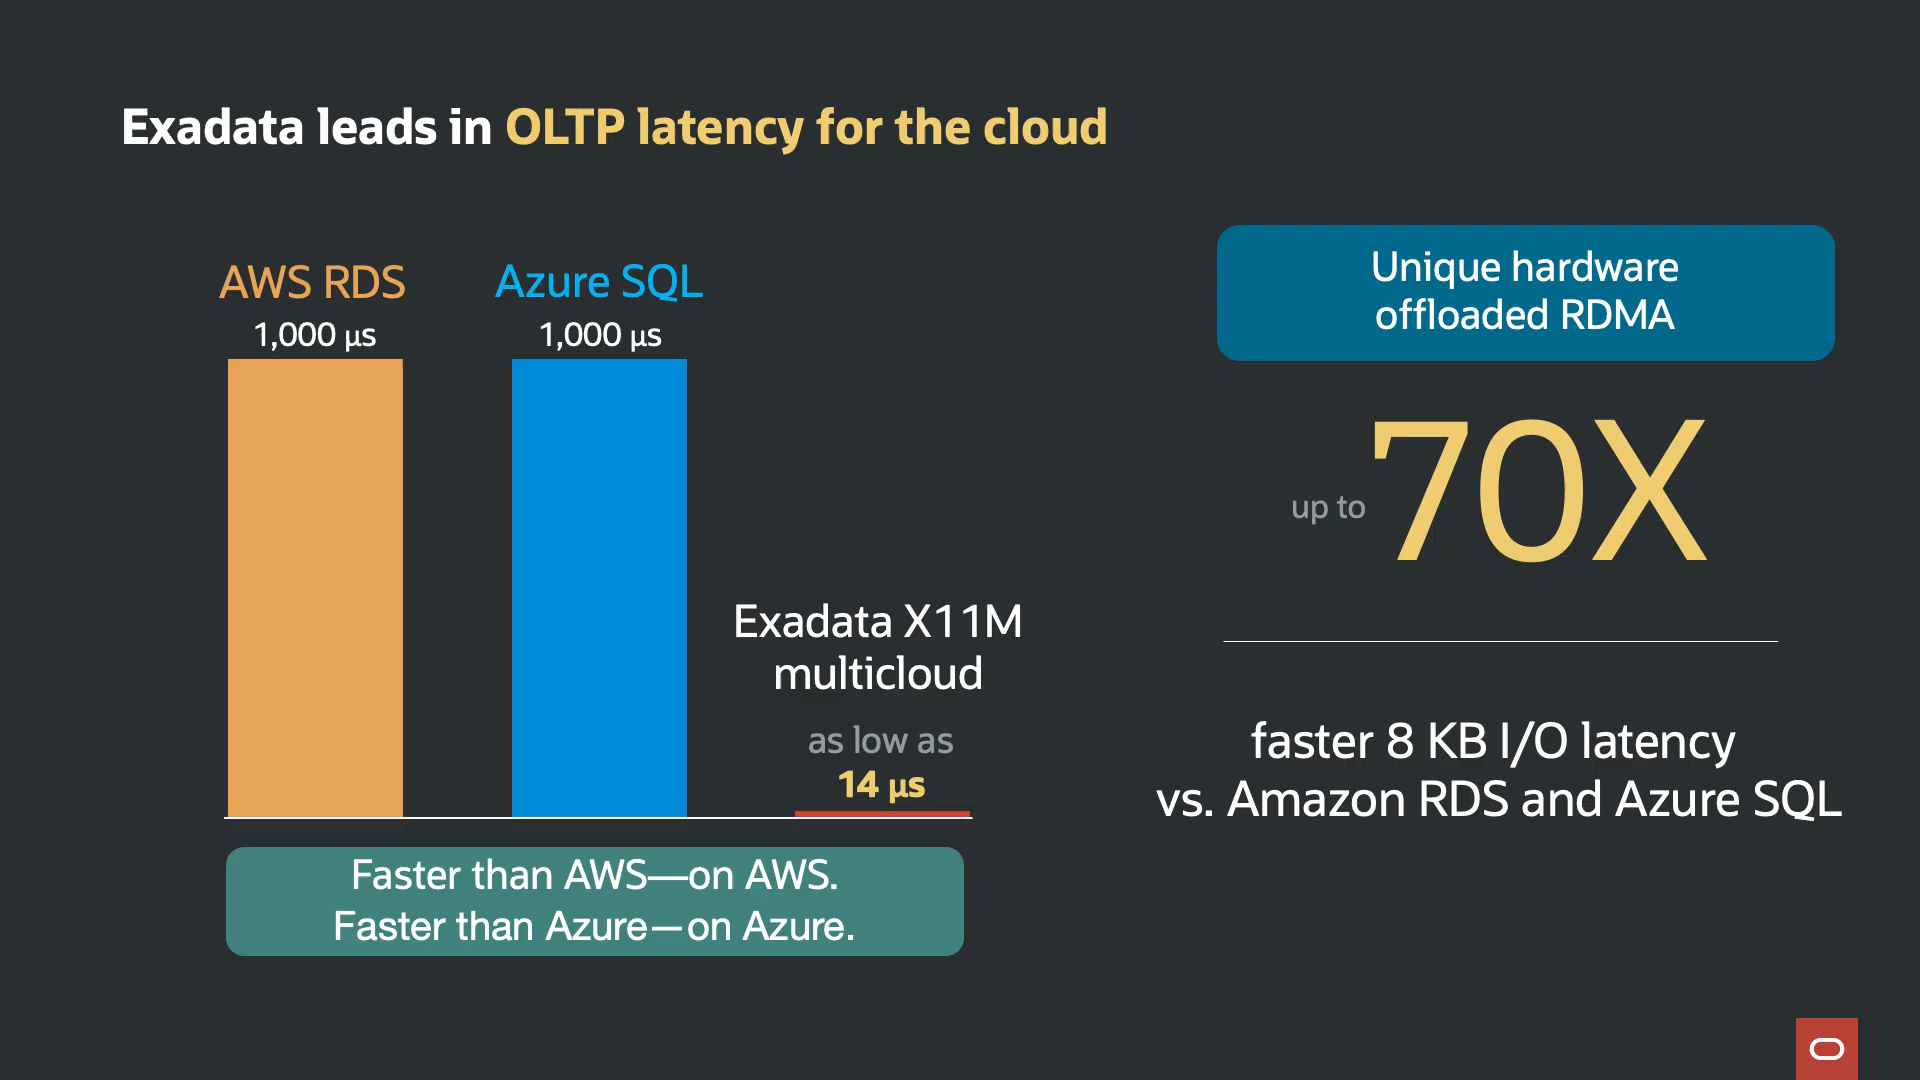 Exadata leads in OLTP latency for the cloud
AWS RDS
1,000 µs
Azure SQL
1,000 µs
Exadata X11M
multicloud
as low as
14 µs
Faster than AWS—on AWS.
Faster than Azure—on Azure.
Unique hardware
offloaded RDMA
up to 70X
faster 8 KB I/O latency
vs. Amazon RDS and Azure SQL